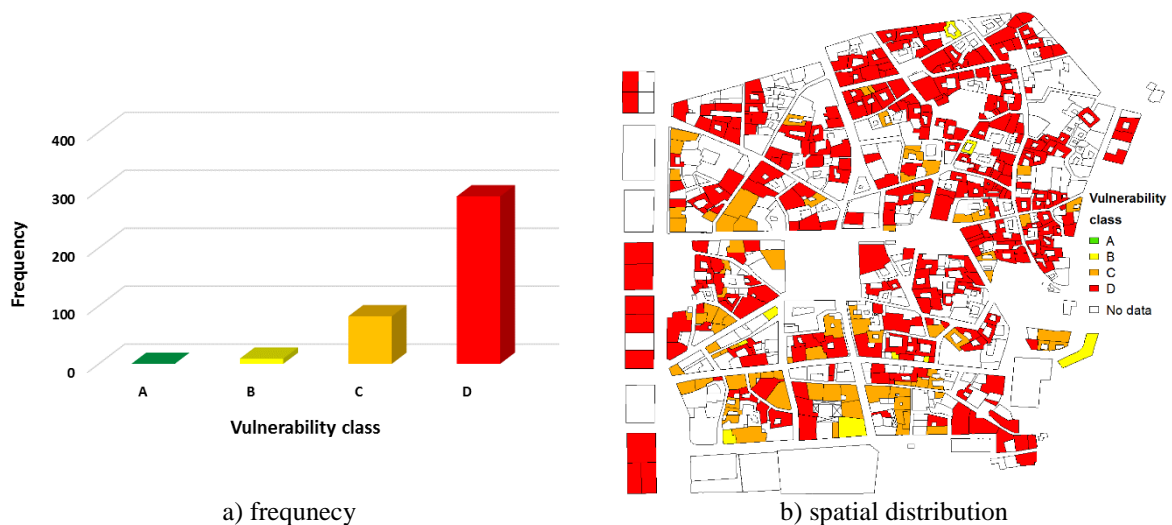 400
300
200
100
0
Frequency
A
B
C
D
Vulnerability class
a) frequnecy
Vulnerability
class
A
B
C
D
No data
b) spatial distribution